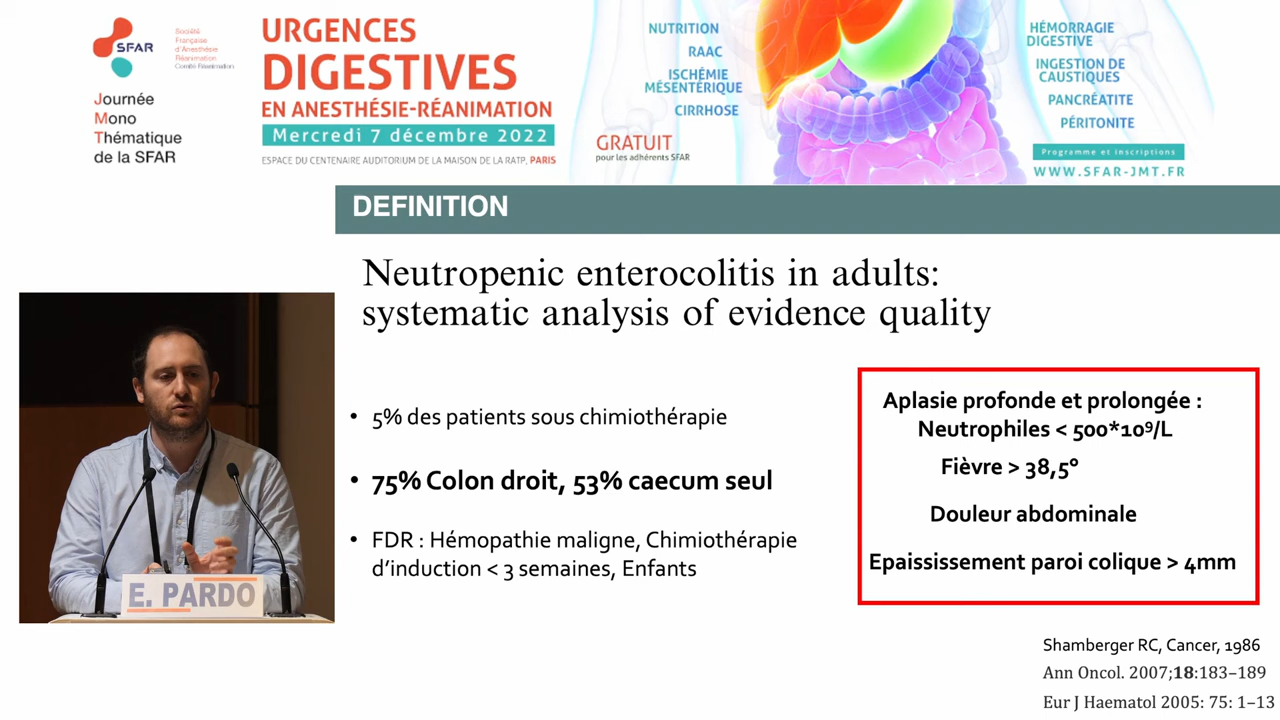 SFAR
Société
Française
d'Anesthésie
Réanimation
Comité Réanimation
Journée
Mono
Thématique
de la SFAR
URGENCES
DIGESTIVES
EN ANESTHÉSIE-RÉANIMATION
Mercredi 7 décembre 2022
ESPACE DU CENTENAIRE AUDITORIUM DE LA MAISON DE LA RATP, PARIS
NUTRITION
RAAC
ISCHÉMIE
MÉSENTÉRIQUE
CIRRHOSE
GRATUIT
pour les adhérents SFAR
HÉMORRAGIE
DIGESTIVE
INGESTION DE
CAUSTIQUES
PANCRÉATITE
PÉRITONITE
Programme et inscriptions
WWW.SFAR-JMT.FR
DEFINITION
Neutropenic enterocolitis in adults:
systematic analysis of evidence quality
• 5% des patients sous chimiothérapie
• 75% Colon droit, 53% caecum seul
• FDR : Hémopathie maligne, Chimiothérapie
d'induction < 3 semaines, Enfants
Aplasie profonde et prolongée :
Neutrophiles < 500*10⁹/L
Fièvre > 38,5°
Douleur abdominale
Epaississement paroi colique > 4mm
E. PARDO
Shamberger RC, Cancer, 1986
Ann Oncol. 2007;18:183–189
Eur J Haematol 2005: 75: 1–13